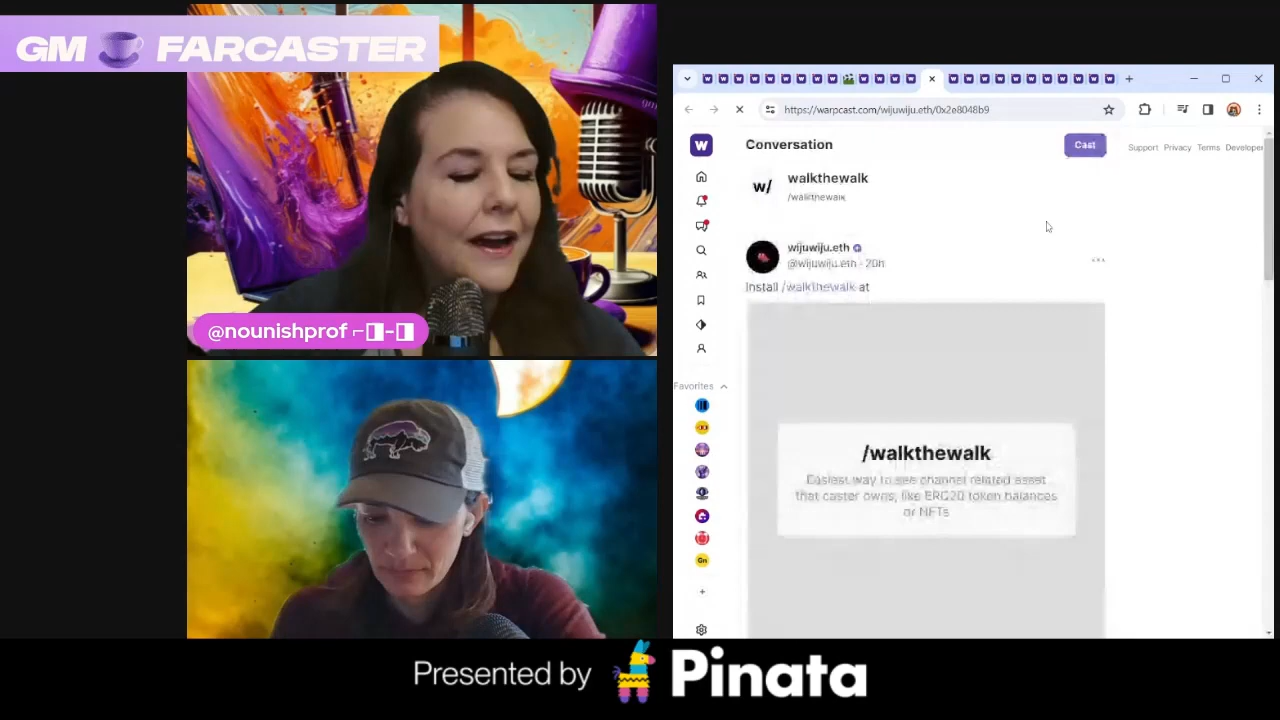 GM FARCASTER
@nounishprof ⌐◨-◨
https://warpcast.com/wijuwiju.eth/0x2e8048b9
W
Conversation
Cast
Support Privacy Terms Developer
w/
walkthewalk
/walkthewalk
wijuwiju.eth
@wijuwiju.eth · 20h
Install /walkthewalk at
Favorites
/walkthewalk
Easiest way to see channel related asset
that caster owns, like ERC20 token balances
or NFTs
Gn
Presented by Pinata